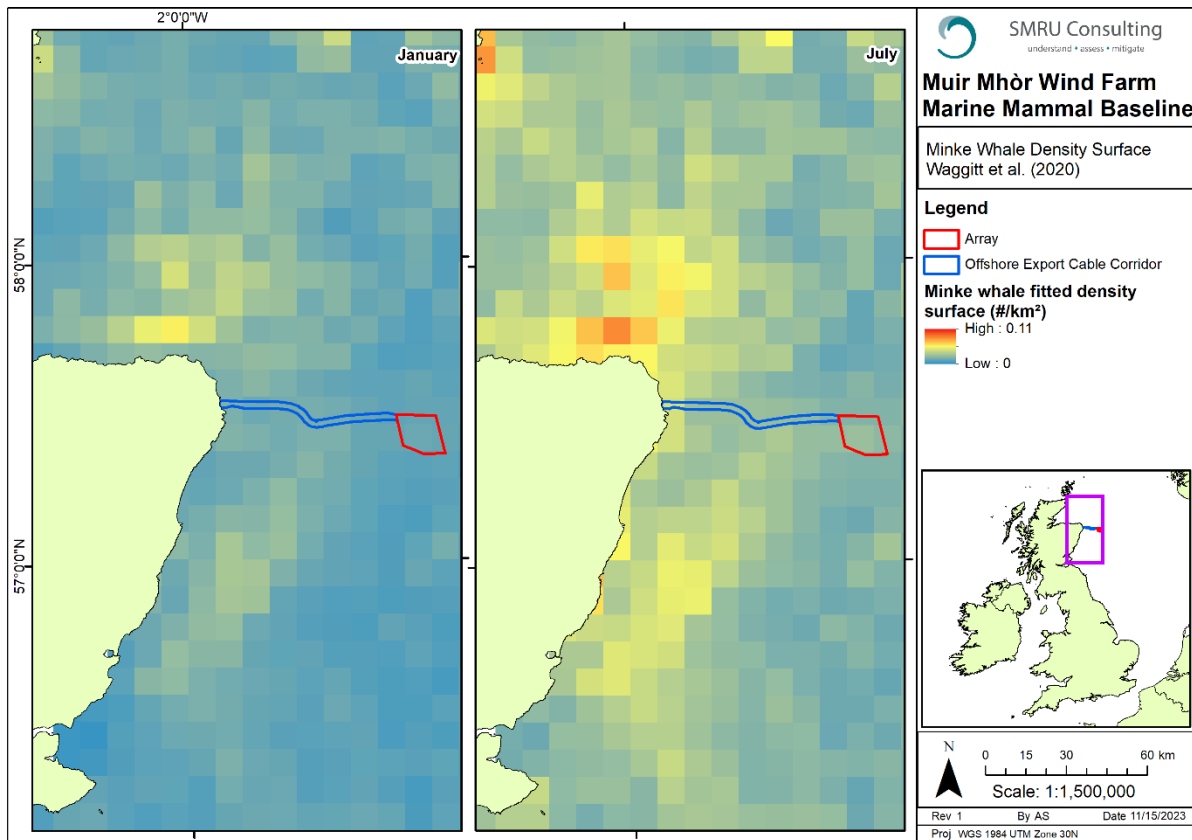 2°0'0"W
January
July
58°0'0"N
57°0'0"N
SMRU Consulting
understand • assess • mitigate
Muir Mhòr Wind Farm
Marine Mammal Baseline
Minke Whale Density Surface
Waggitt et al. (2020)
Legend
Array
Offshore Export Cable Corridor
Minke whale fitted density
surface (#/km²)
High : 0.11
Low : 0
N
0 15 30 60 km
Scale: 1:1,500,000
Rev 1 By AS Date 11/15/2023
Proj WGS 1984 UTM Zone 30N